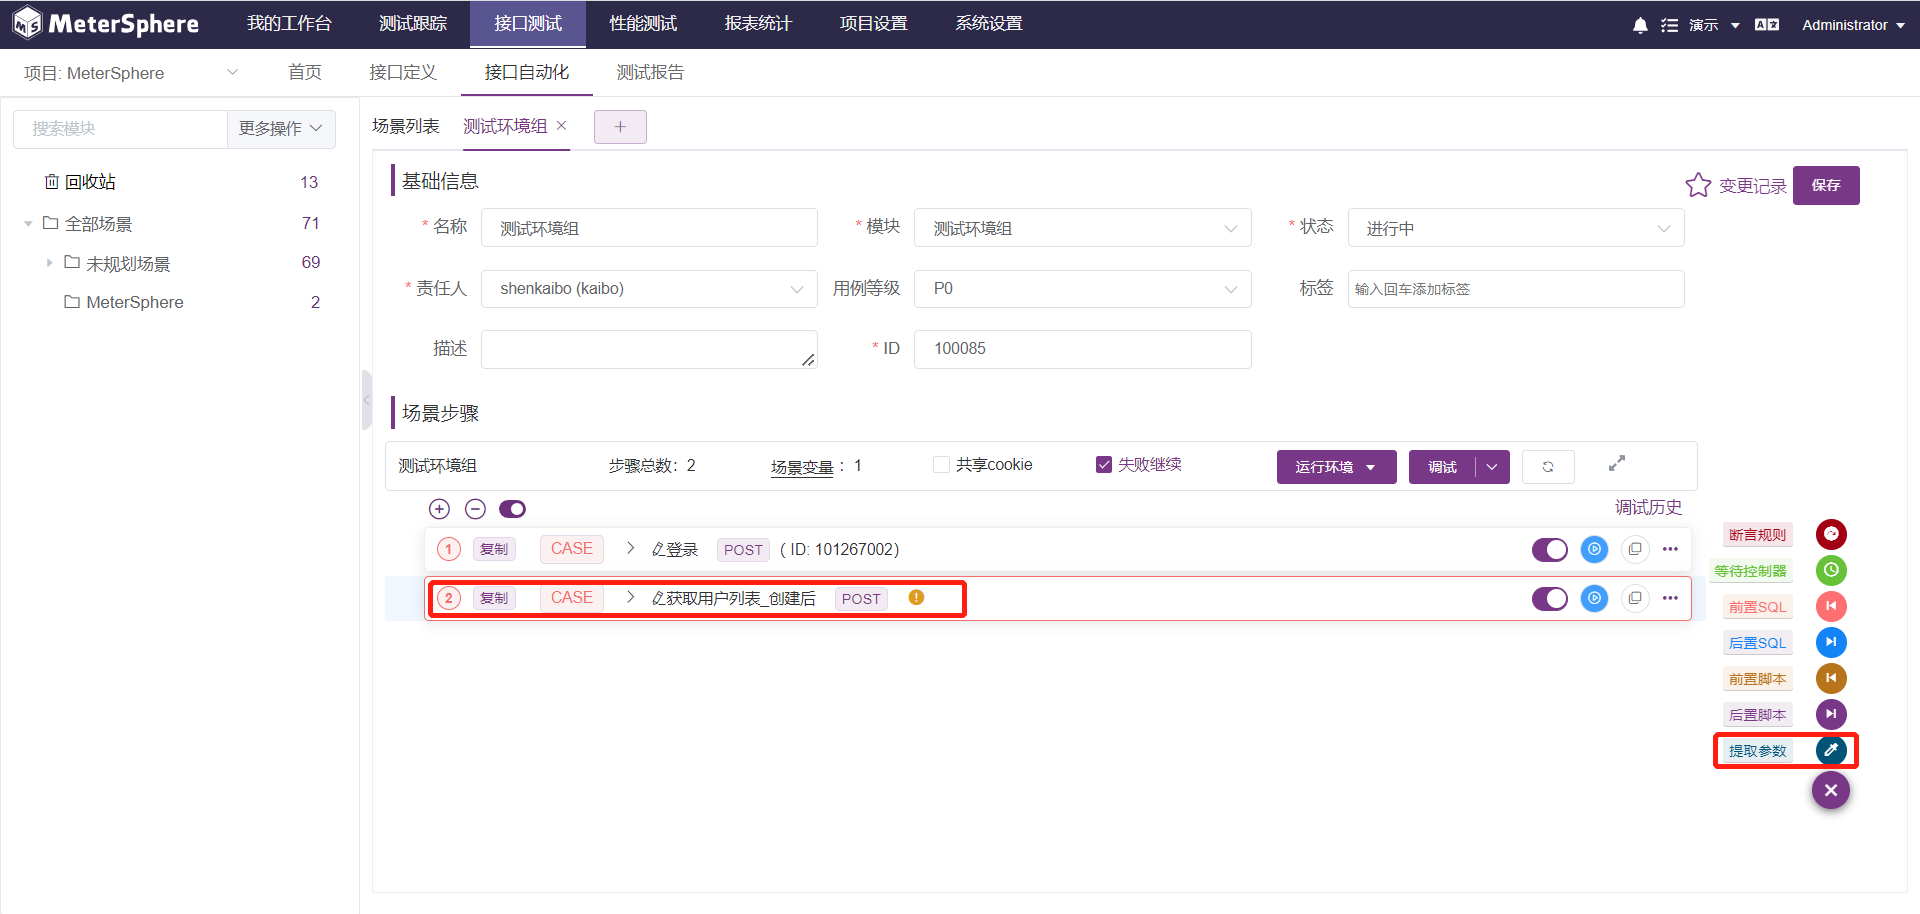 MeterSphere 我的工作台 测试跟踪 接口测试 性能测试 报表统计 项目设置 系统设置 演示 Administrator
项目: MeterSphere 首页 接口定义 接口自动化 测试报告
搜索模块 更多操作
回收站 13
全部场景 71
未规划场景 69
MeterSphere 2
场景列表 测试环境组 × +
基础信息
变更记录 保存
* 名称 测试环境组 * 模块 测试环境组 * 状态 进行中
* 责任人 shenkaibo (kaibo) 用例等级 P0 标签 输入回车添加标签
描述 * ID 100085
场景步骤
测试环境组 步骤总数：2 场景变量 ：1 共享cookie 失败继续 运行环境 调试
调试历史
1 复制 CASE 登录 POST ( ID: 101267002)
2 复制 CASE 获取用户列表_创建后 POST
断言规则
等待控制器
前置SQL
后置SQL
前置脚本
后置脚本
提取参数